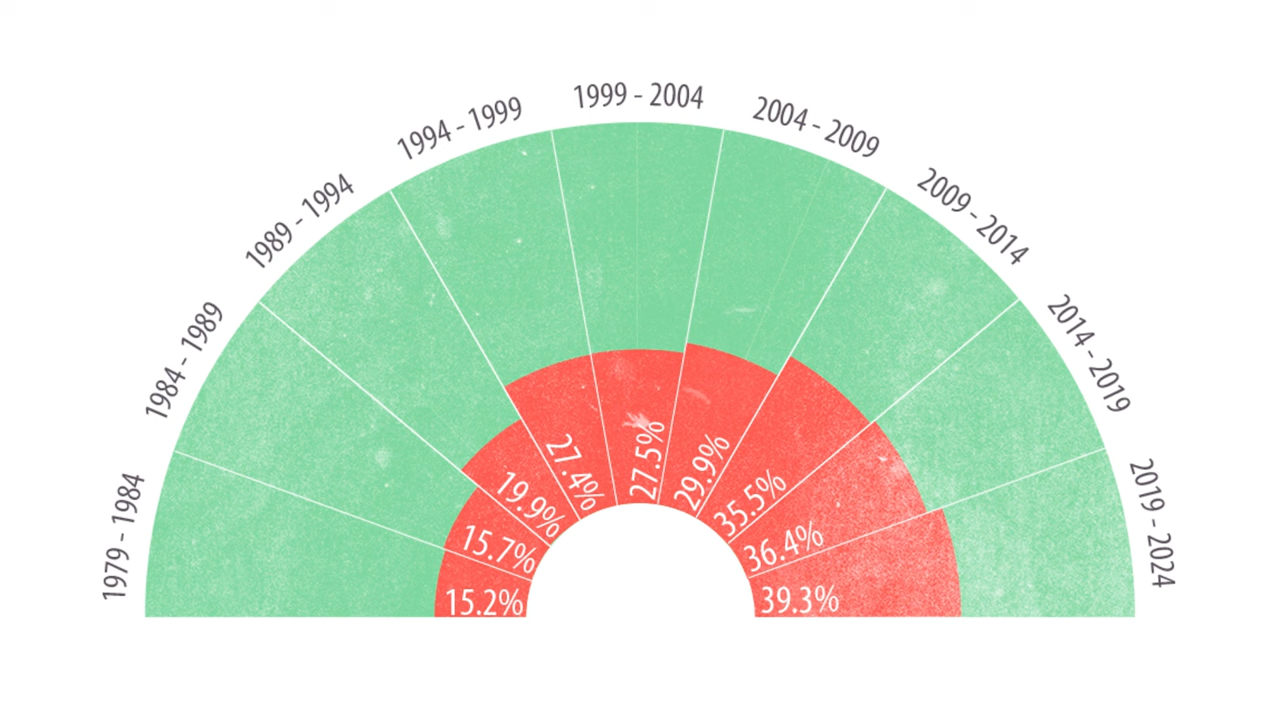 1979 - 1984
1984 - 1989
1989 - 1994
1994 - 1999
1999 - 2004
2004 - 2009
2009 - 2014
2014 - 2019
2019 - 2024
15.2%
15.7%
19.9%
27.4%
27.5%
29.9%
35.5%
36.4%
39.3%